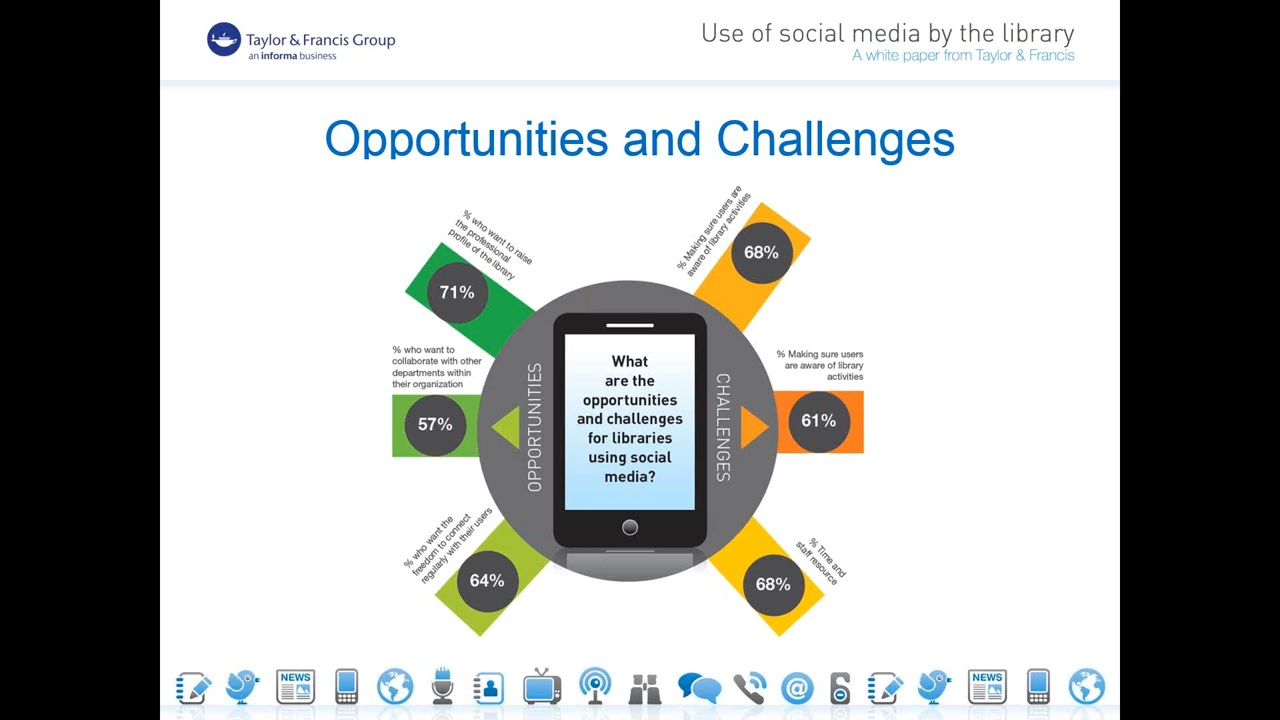 Taylor & Francis Group
an informa business
Use of social media by the library
A white paper from Taylor & Francis
Opportunities and Challenges
% who want to raise
the professional
profile of the library
71%
% who want to
collaborate with other
departments within
their organization
57%
% who want the
freedom to connect
regularly with their users
64%
OPPORTUNITIES
What
are the
opportunities
and challenges
for libraries
using social
media?
CHALLENGES
% Making sure users are
aware of library activities
68%
% Making sure users
are aware of library
activities
61%
% Time and
staff resource
68%
NEWS
@
NEWS